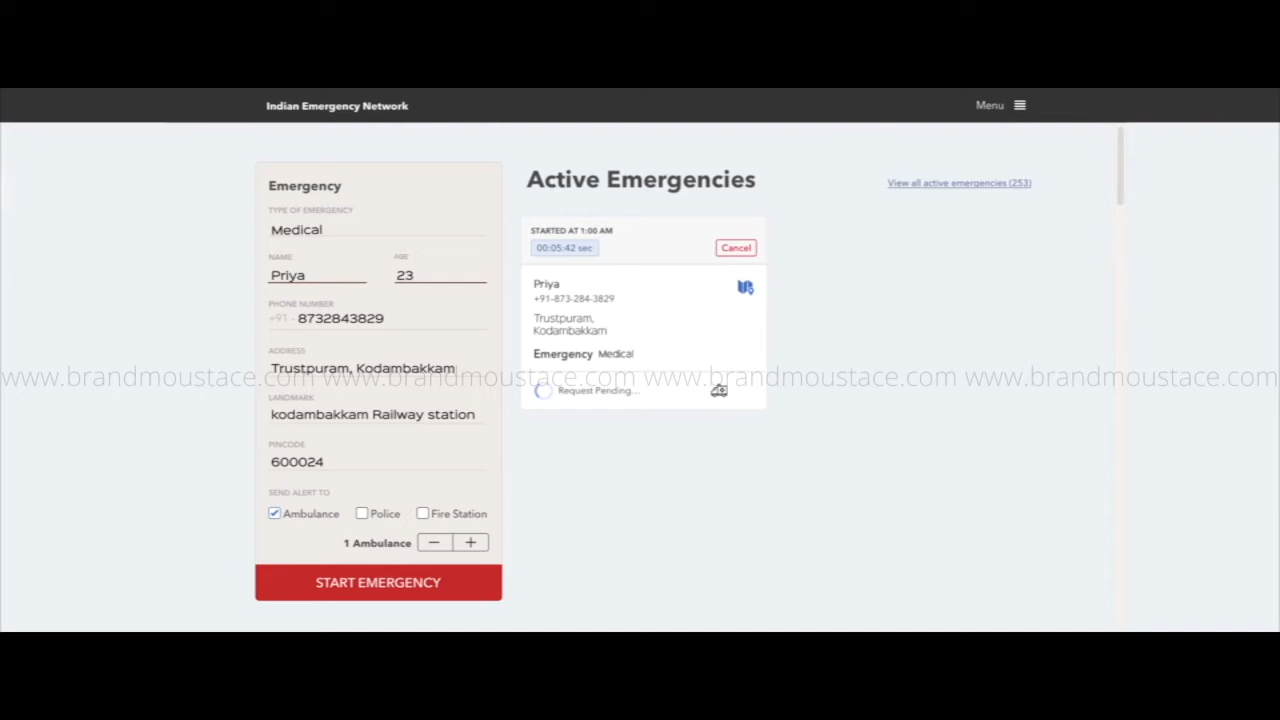 Indian Emergency Network
Menu
Emergency
TYPE OF EMERGENCY
Medical
NAME
AGE
Priya
23
PHONE NUMBER
+91 - 8732843829
ADDRESS
Trustpuram, Kodambakkam
LANDMARK
kodambakkam Railway station
PINCODE
600024
SEND ALERT TO
Ambulance
Police
Fire Station
1 Ambulance
START EMERGENCY
Active Emergencies
View all active emergencies (253)
STARTED AT 1:00 AM
00:05:42 sec
Cancel
Priya
+91-873-284-3829
Trustpuram,
Kodambakkam
Emergency Medical
Request Pending...
www.brandmoustace.com www.brandmoustace.com www.brandmoustace.com www.brandmoustace.com